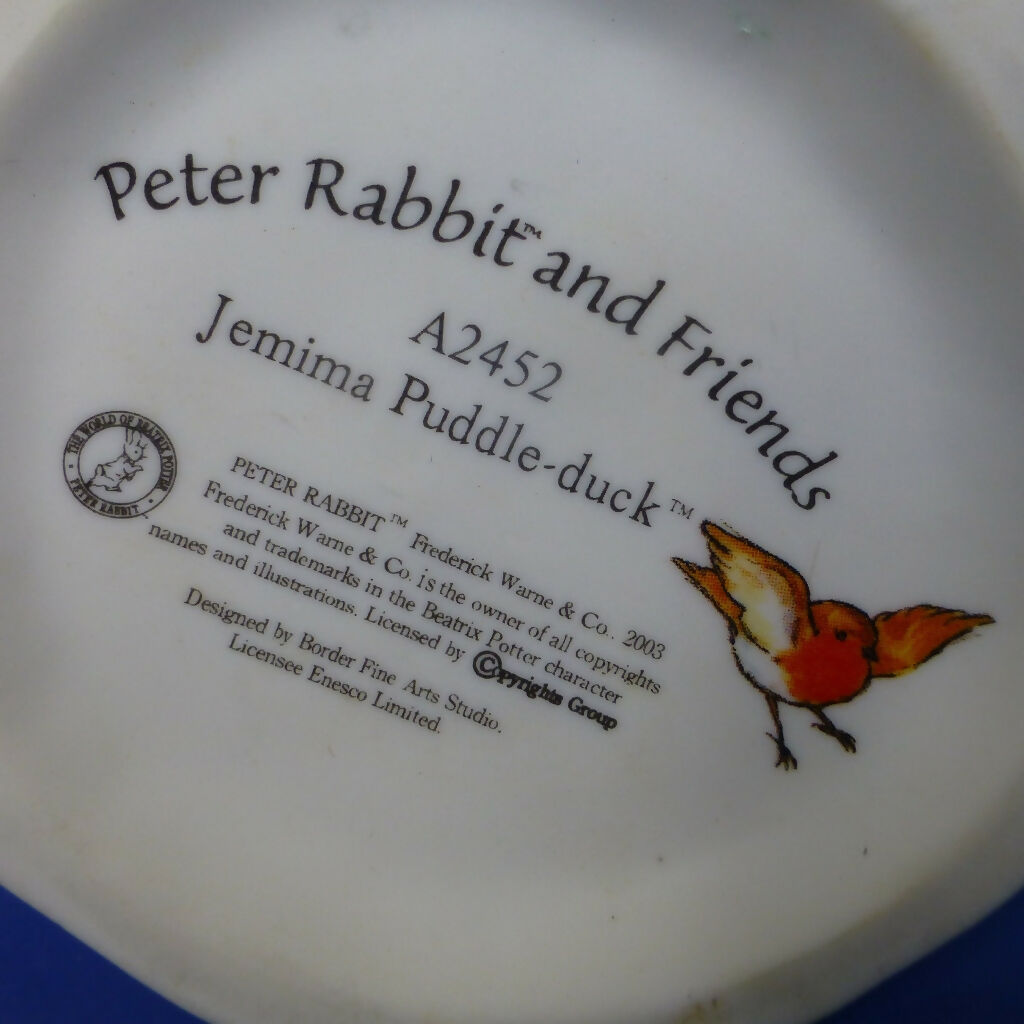 Peter Rabbit™ and Friends
A2452
Jemima Puddle-duck™
THE WORLD OF BEATRIX POTTER
PETER RABBIT
PETER RABBIT™ Frederick Warne & Co., 2003
Frederick Warne & Co. is the owner of all copyrights
and trademarks in the Beatrix Potter character
names and illustrations. Licensed by ©opyrights Group
Designed by Border Fine Arts Studio.
Licensee Enesco Limited.